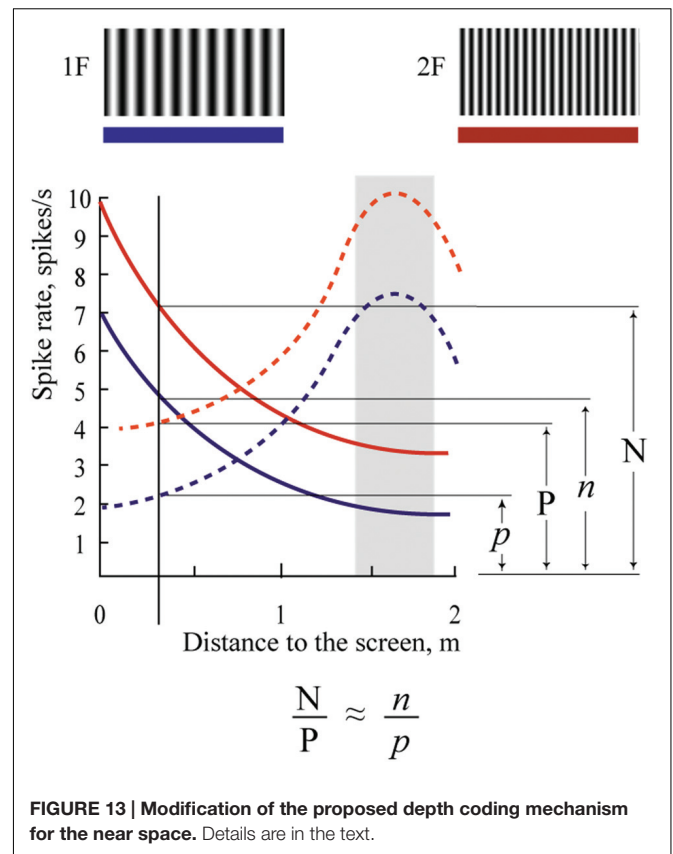 1F
2F
Spike rate, spikes/s
10
9
8
7
6
5
4
3
2
1
0
1
2
Distance to the screen, m
p
P
n
N
N/P ≈ n/p
FIGURE 13 | Modification of the proposed depth coding mechanism
for the near space. Details are in the text.